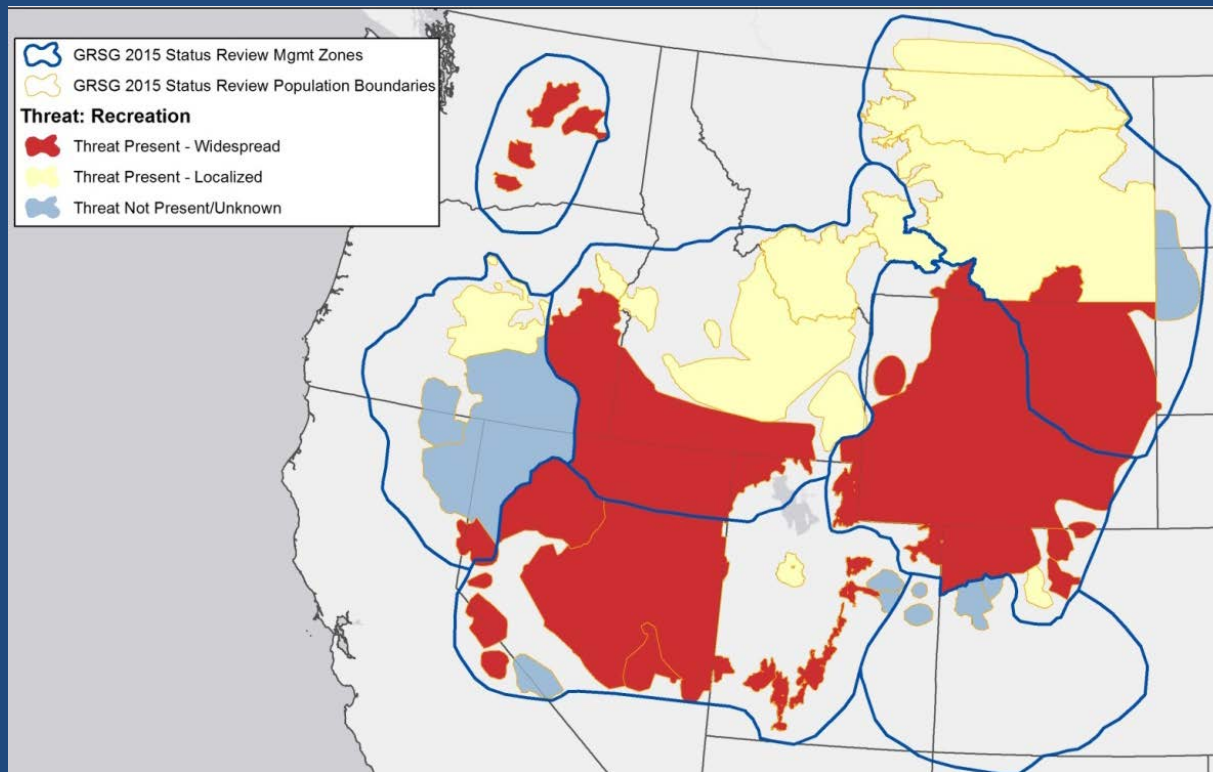 GRSG 2015 Status Review Mgmt Zones
GRSG 2015 Status Review Population Boundaries
Threat: Recreation
Threat Present - Widespread
Threat Present - Localized
Threat Not Present/Unknown